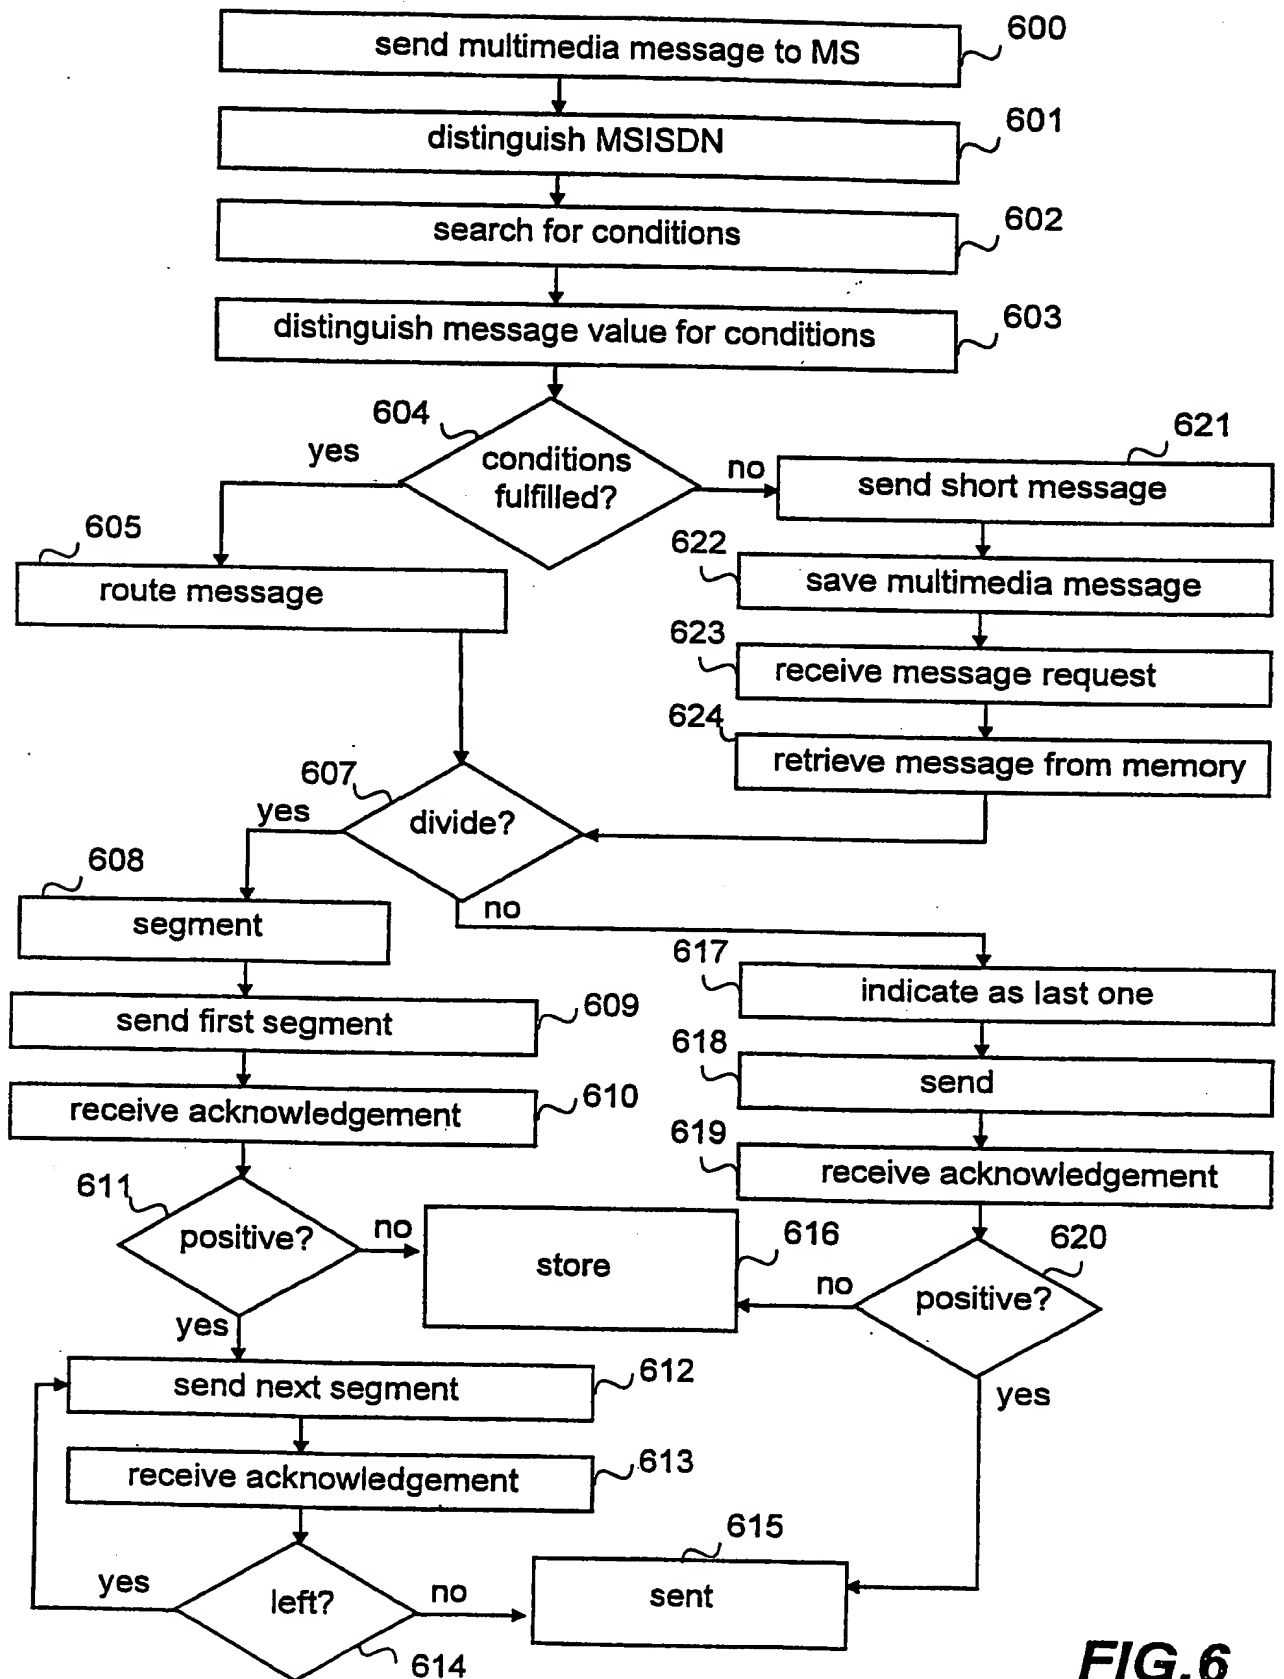 send multimedia message to MS
600
distinguish MSISDN
601
search for conditions
602
distinguish message value for conditions
603
604
yes
conditions
fulfilled?
no
621
send short message
605
route message
622
save multimedia message
623
receive message request
624
retrieve message from memory
607
yes
divide?
no
608
segment
617
indicate as last one
send first segment
609
618
send
receive acknowledgement
610
619
receive acknowledgement
611
positive?
no
store
616
no
positive?
620
yes
send next segment
612
yes
receive acknowledgement
613
615
yes
left?
no
sent
614
FIG.6